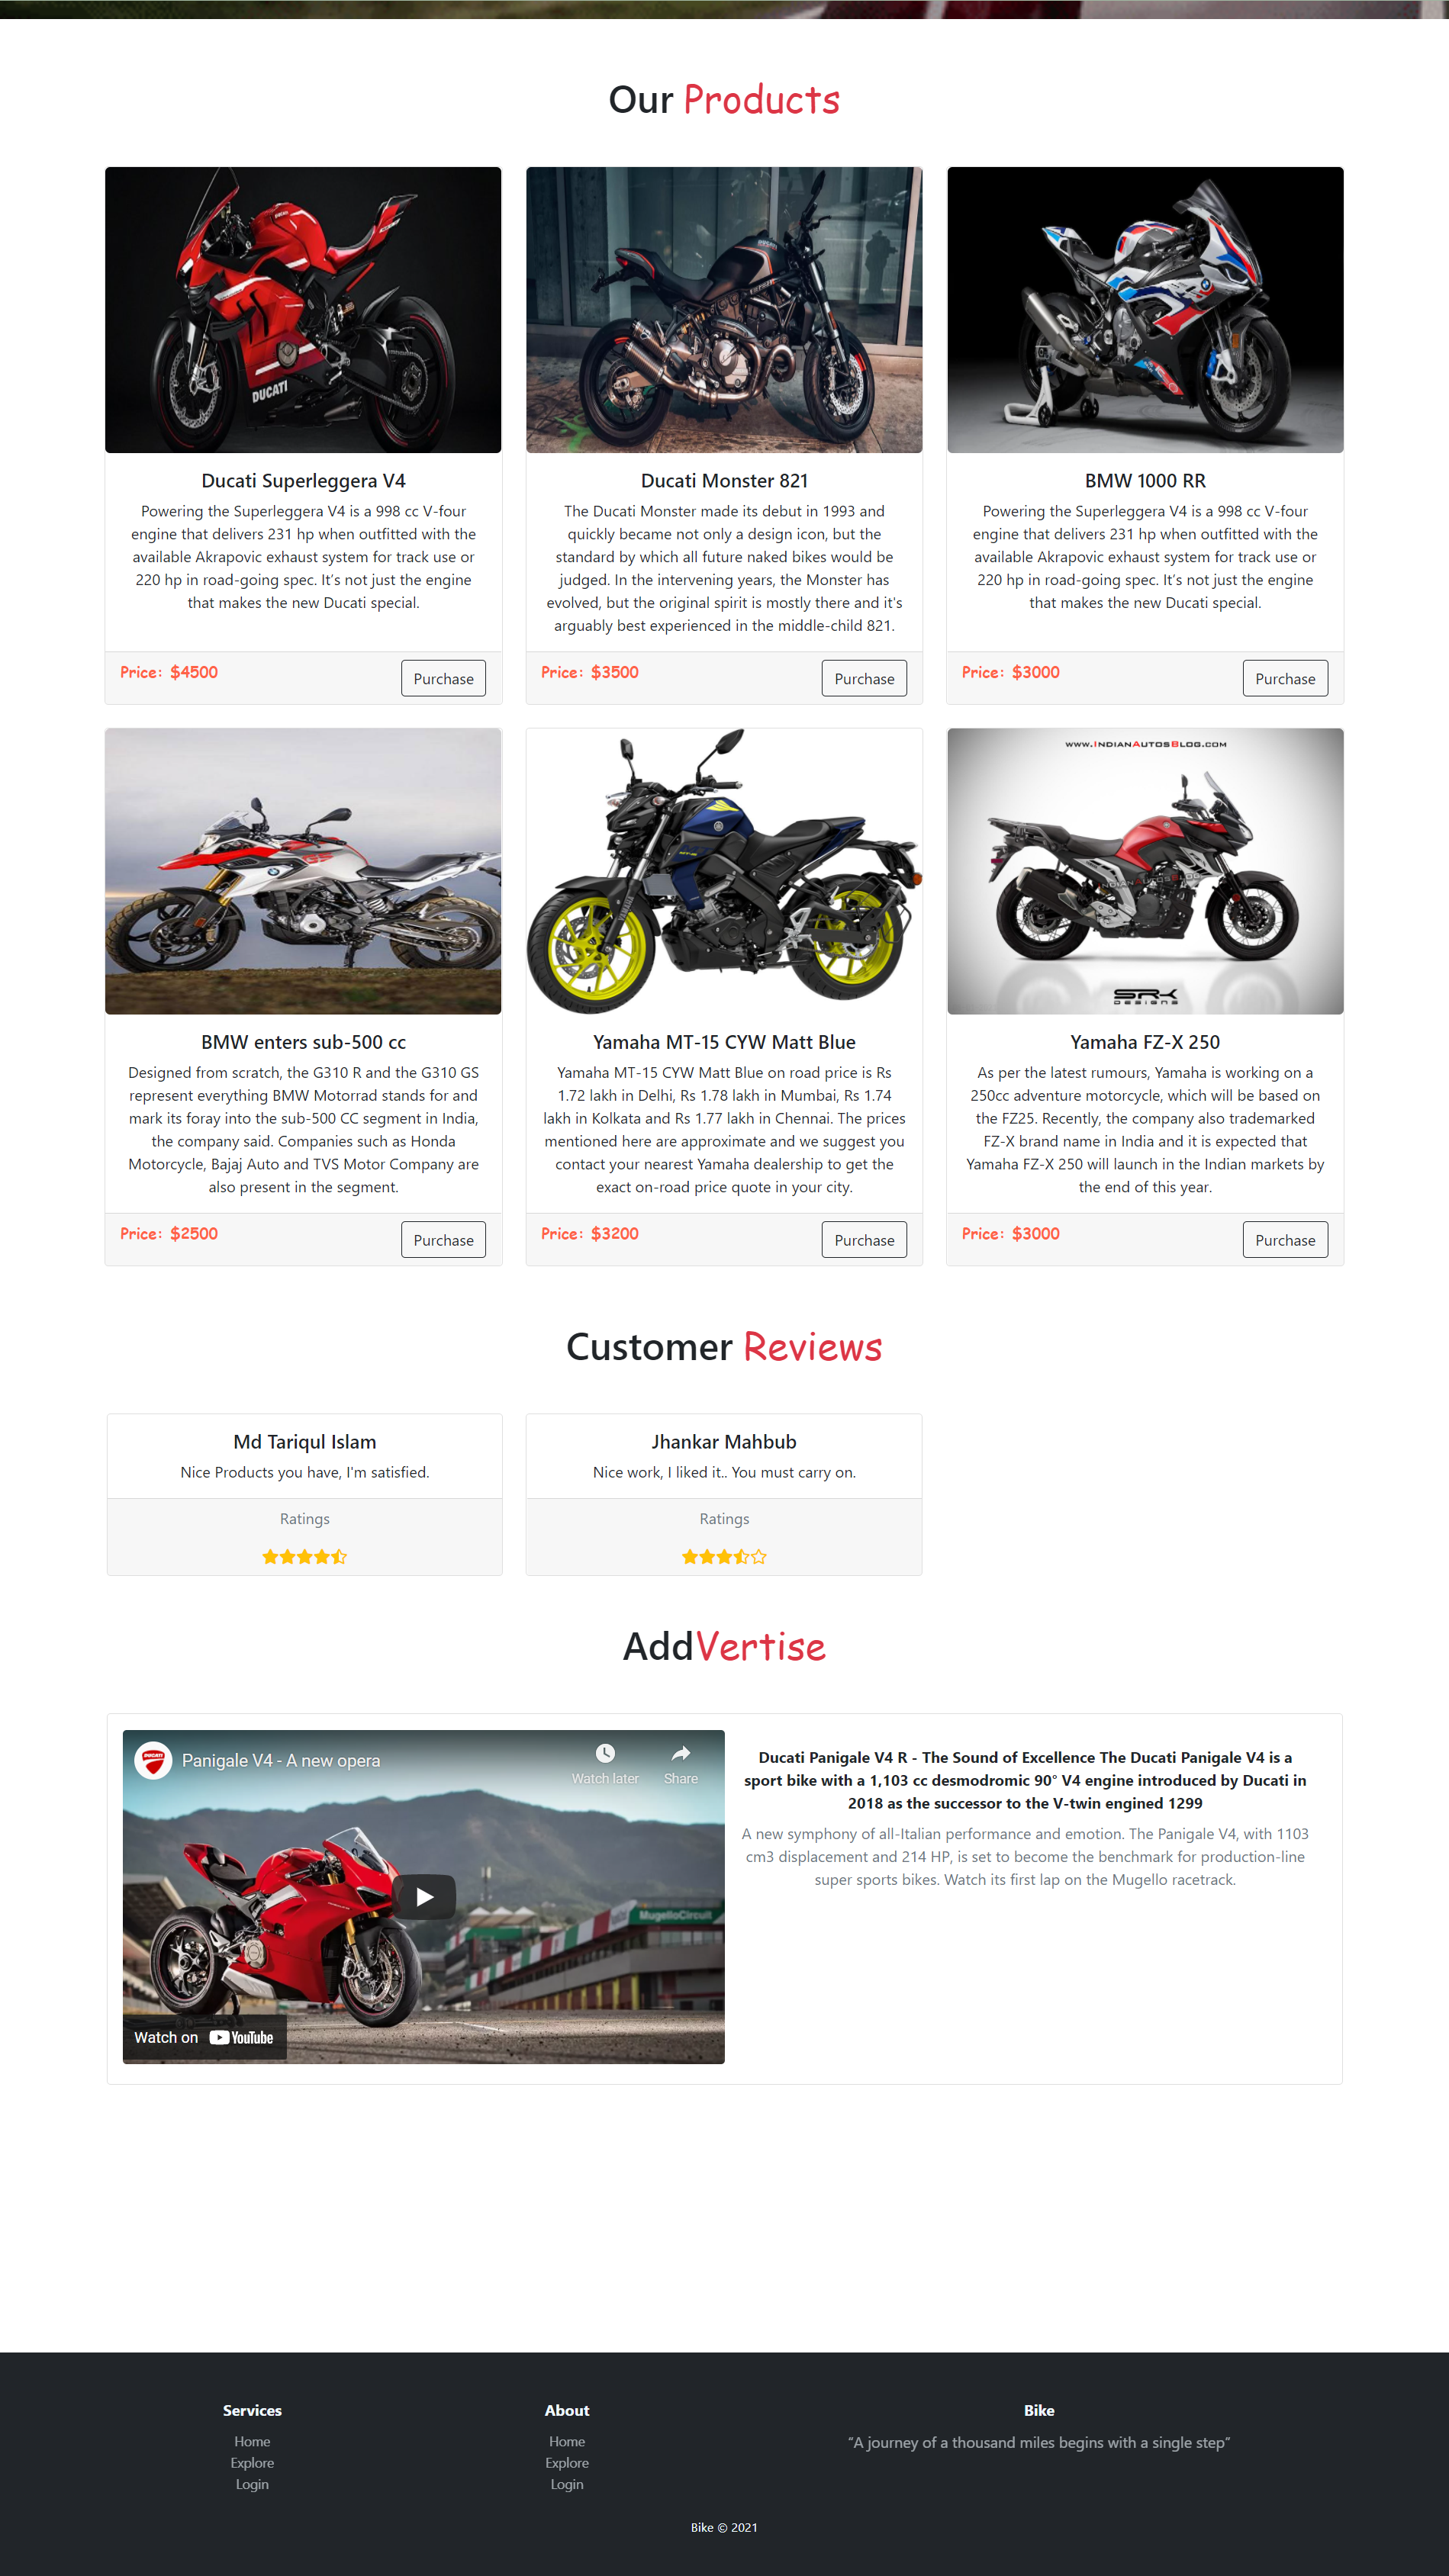 Our Products
DUCATI
Ducati Superleggera V4
Powering the Superleggera V4 is a 998 cc V-four
engine that delivers 231 hp when outfitted with the
available Akrapovic exhaust system for track use or
220 hp in road-going spec. It’s not just the engine
that makes the new Ducati special.
Price: $4500
Purchase
Ducati Monster 821
The Ducati Monster made its debut in 1993 and
quickly became not only a design icon, but the
standard by which all future naked bikes would be
judged. In the intervening years, the Monster has
evolved, but the original spirit is mostly there and it's
arguably best experienced in the middle-child 821.
Price: $3500
Purchase
BMW 1000 RR
Powering the Superleggera V4 is a 998 cc V-four
engine that delivers 231 hp when outfitted with the
available Akrapovic exhaust system for track use or
220 hp in road-going spec. It’s not just the engine
that makes the new Ducati special.
Price: $3000
Purchase
GS
BMW enters sub-500 cc
Designed from scratch, the G310 R and the G310 GS
represent everything BMW Motorrad stands for and
mark its foray into the sub-500 CC segment in India,
the company said. Companies such as Honda
Motorcycle, Bajaj Auto and TVS Motor Company are
also present in the segment.
Price: $2500
Purchase
Yamaha MT-15 CYW Matt Blue
Yamaha MT-15 CYW Matt Blue on road price is Rs
1.72 lakh in Delhi, Rs 1.78 lakh in Mumbai, Rs 1.74
lakh in Kolkata and Rs 1.77 lakh in Chennai. The prices
mentioned here are approximate and we suggest you
contact your nearest Yamaha dealership to get the
exact on-road price quote in your city.
Price: $3200
Purchase
www.IndianAutosBlog.com
IndianAutosBlog
SRK
DESIGNS
Yamaha FZ-X 250
As per the latest rumours, Yamaha is working on a
250cc adventure motorcycle, which will be based on
the FZ25. Recently, the company also trademarked
FZ-X brand name in India and it is expected that
Yamaha FZ-X 250 will launch in the Indian markets by
the end of this year.
Price: $3000
Purchase
Customer Reviews
Md Tariqul Islam
Nice Products you have, I'm satisfied.
Ratings
Jhankar Mahbub
Nice work, I liked it.. You must carry on.
Ratings
AddVertise
DUCATI
Panigale V4 - A new opera
Watch later
Share
MugelloCircuit
Watch on YouTube
Ducati Panigale V4 R - The Sound of Excellence The Ducati Panigale V4 is a
sport bike with a 1,103 cc desmodromic 90° V4 engine introduced by Ducati in
2018 as the successor to the V-twin engined 1299
A new symphony of all-Italian performance and emotion. The Panigale V4, with 1103
cm3 displacement and 214 HP, is set to become the benchmark for production-line
super sports bikes. Watch its first lap on the Mugello racetrack.
Services
Home
Explore
Login
About
Home
Explore
Login
Bike
“A journey of a thousand miles begins with a single step”
Bike © 2021